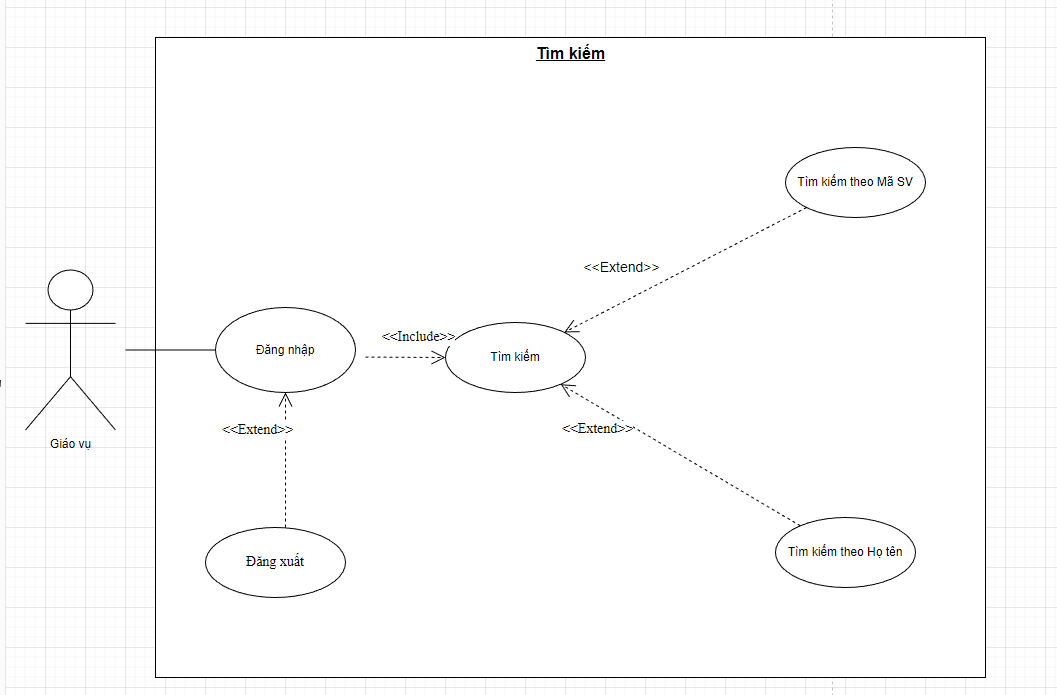 Tìm kiếm
Tìm kiếm theo Mã SV
<<Extend>>
<<Include>>
Đăng nhập
Tìm kiếm
<<Extend>>
<<Extend>>
Giáo vụ
Tìm kiếm theo Họ tên
Đăng xuất